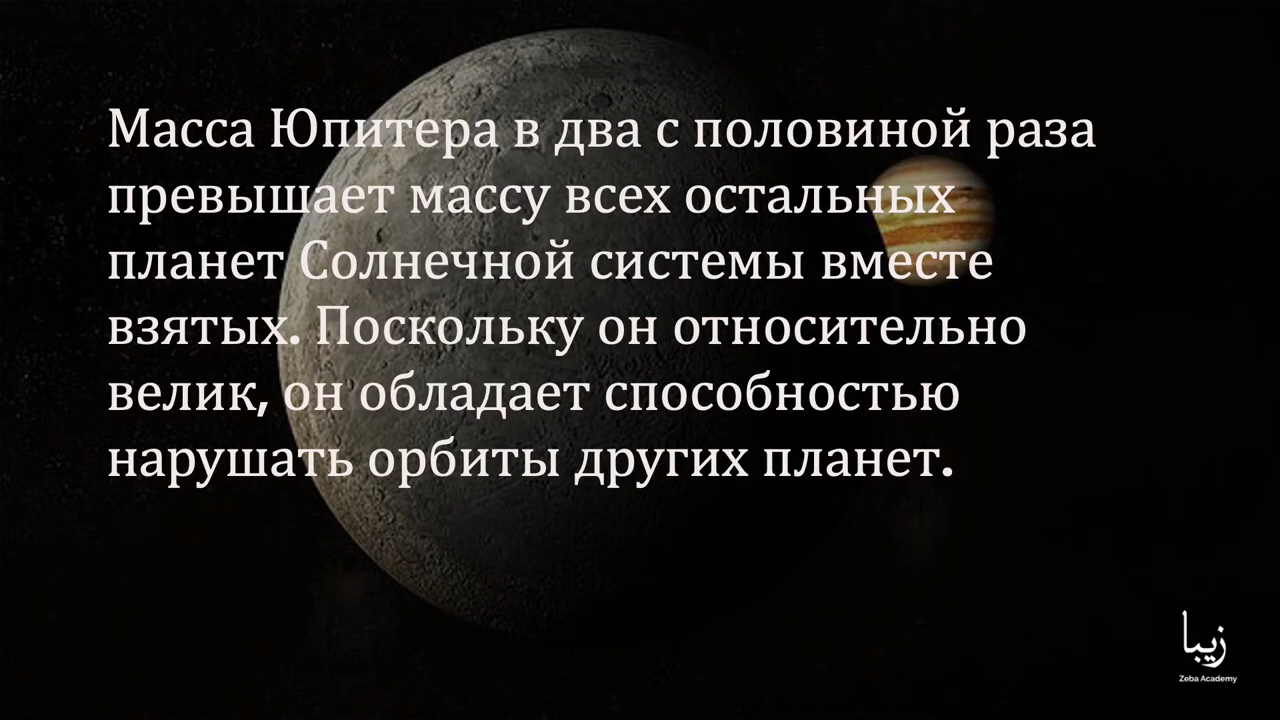 Масса Юпитера в два с половиной раза
превышает массу всех остальных
планет Солнечной системы вместе
взятых. Поскольку он относительно
велик, он обладает способностью
нарушать орбиты других планет.
زيبا
Zeba Academy